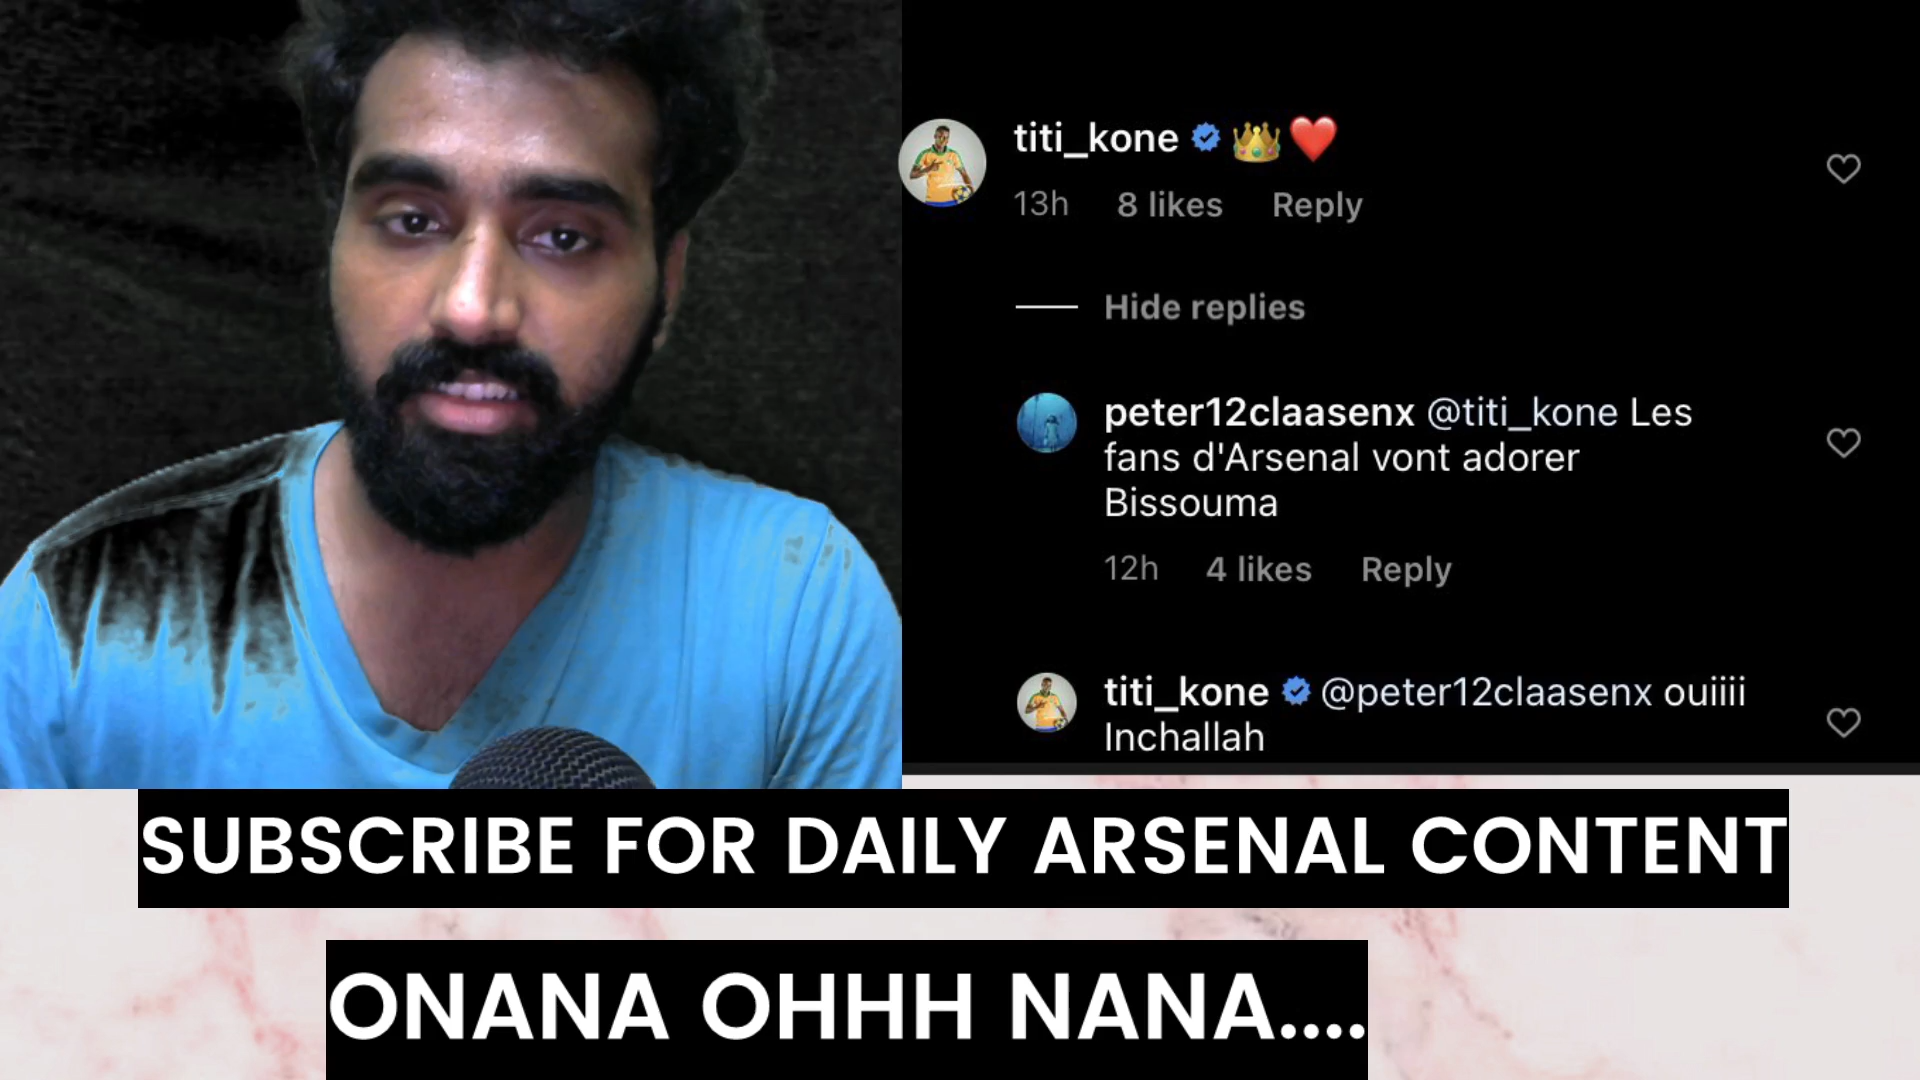 titi_kone 👑❤️
13h 8 likes Reply
Hide replies
peter12claasenx @titi_kone Les
fans d'Arsenal vont adorer
Bissouma
12h 4 likes Reply
titi_kone @peter12claasenx ouiiii
Inchallah
SUBSCRIBE FOR DAILY ARSENAL CONTENT
ONANA OHHH NANA....